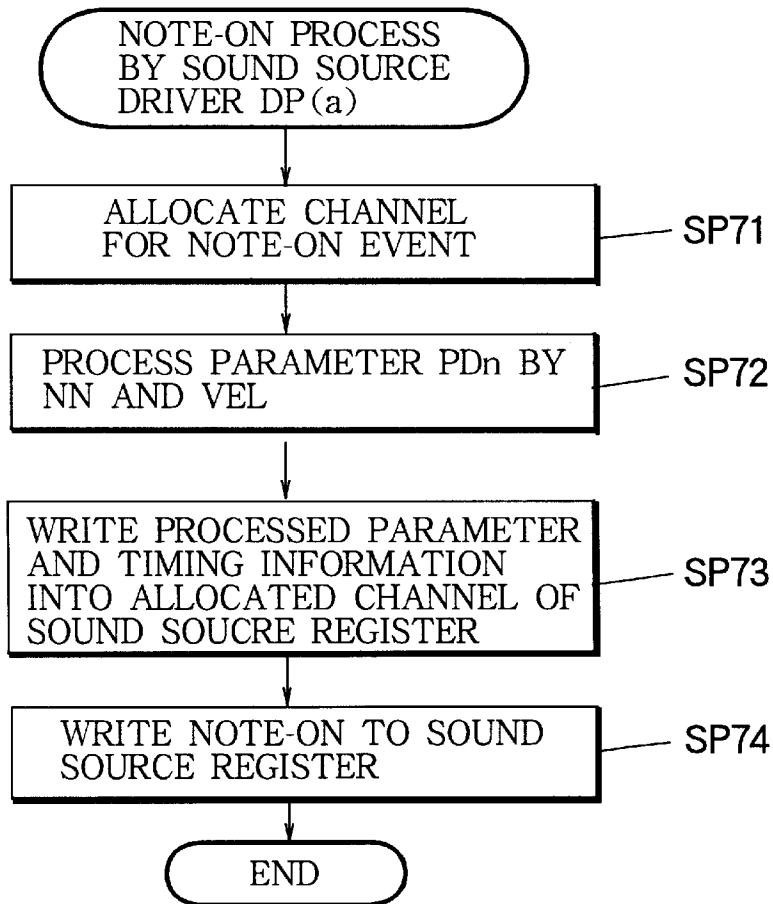 NOTE-ON PROCESS
BY SOUND SOURCE
DRIVER DP(a)
ALLOCATE CHANNEL
FOR NOTE-ON EVENT
SP71
PROCESS PARAMETER PDn BY
NN AND VEL
SP72
WRITE PROCESSED PARAMETER
AND TIMING INFORMATION
INTO ALLOCATED CHANNEL OF
SOUND SOUCRE REGISTER
SP73
WRITE NOTE-ON TO SOUND
SOURCE REGISTER
SP74
END